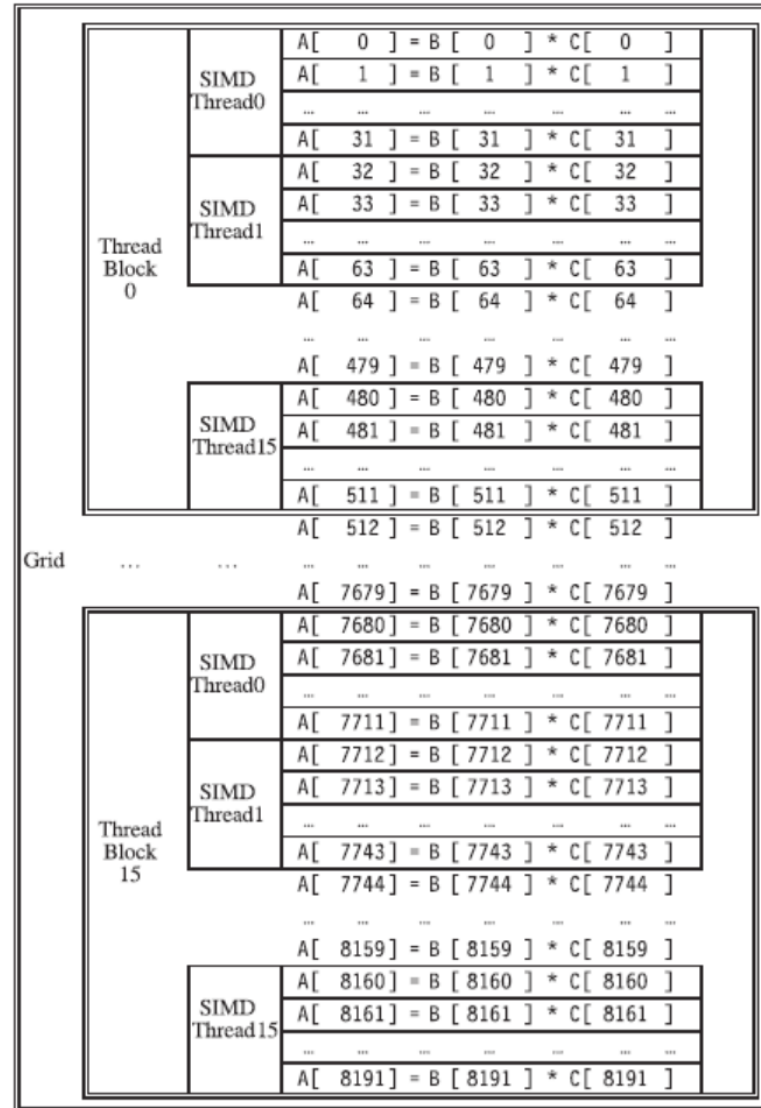 A[ 0 ] = B [ 0 ] * C[ 0 ]
A[ 1 ] = B [ 1 ] * C[ 1 ]
SIMD
Thread0
... ... ... ... ... ... ...
A[ 31 ] = B [ 31 ] * C[ 31 ]
A[ 32 ] = B [ 32 ] * C[ 32 ]
A[ 33 ] = B [ 33 ] * C[ 33 ]
SIMD
Thread1
... ... ... ... ... ... ...
Thread
Block
0
A[ 63 ] = B [ 63 ] * C[ 63 ]
A[ 64 ] = B [ 64 ] * C[ 64 ]
... ... ... ... ... ... ...
A[ 479 ] = B [ 479 ] * C[ 479 ]
A[ 480 ] = B [ 480 ] * C[ 480 ]
SIMD
Thread15
A[ 481 ] = B [ 481 ] * C[ 481 ]
... ... ... ... ... ... ...
A[ 511 ] = B [ 511 ] * C[ 511 ]
A[ 512 ] = B [ 512 ] * C[ 512 ]
Grid ... ... ... ... ... ... ... ... ...
A[ 7679] = B [ 7679 ] * C[ 7679 ]
A[ 7680] = B [ 7680 ] * C[ 7680 ]
A[ 7681] = B [ 7681 ] * C[ 7681 ]
SIMD
Thread0
... ... ... ... ... ... ...
A[ 7711] = B [ 7711 ] * C[ 7711 ]
A[ 7712] = B [ 7712 ] * C[ 7712 ]
A[ 7713] = B [ 7713 ] * C[ 7713 ]
SIMD
Thread1
... ... ... ... ... ... ...
Thread
Block
15
A[ 7743] = B [ 7743 ] * C[ 7743 ]
A[ 7744] = B [ 7744 ] * C[ 7744 ]
... ... ... ... ... ... ...
A[ 8159] = B [ 8159 ] * C[ 8159 ]
A[ 8160] = B [ 8160 ] * C[ 8160 ]
SIMD
Thread15
A[ 8161] = B [ 8161 ] * C[ 8161 ]
... ... ... ... ... ... ...
A[ 8191] = B [ 8191 ] * C[ 8191 ]